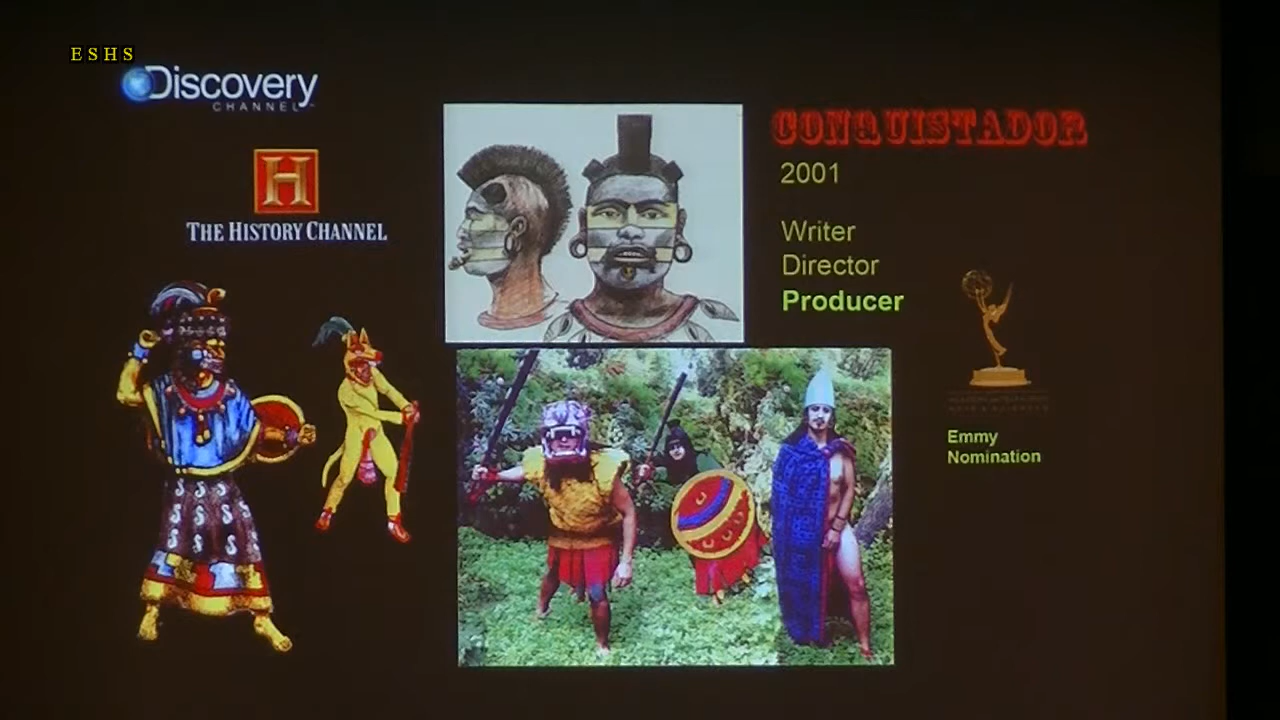 ESHS
Discovery
CHANNEL
H
THE HISTORY CHANNEL
CONQUISTADOR
2001
Writer
Director
Producer
Emmy
Nomination